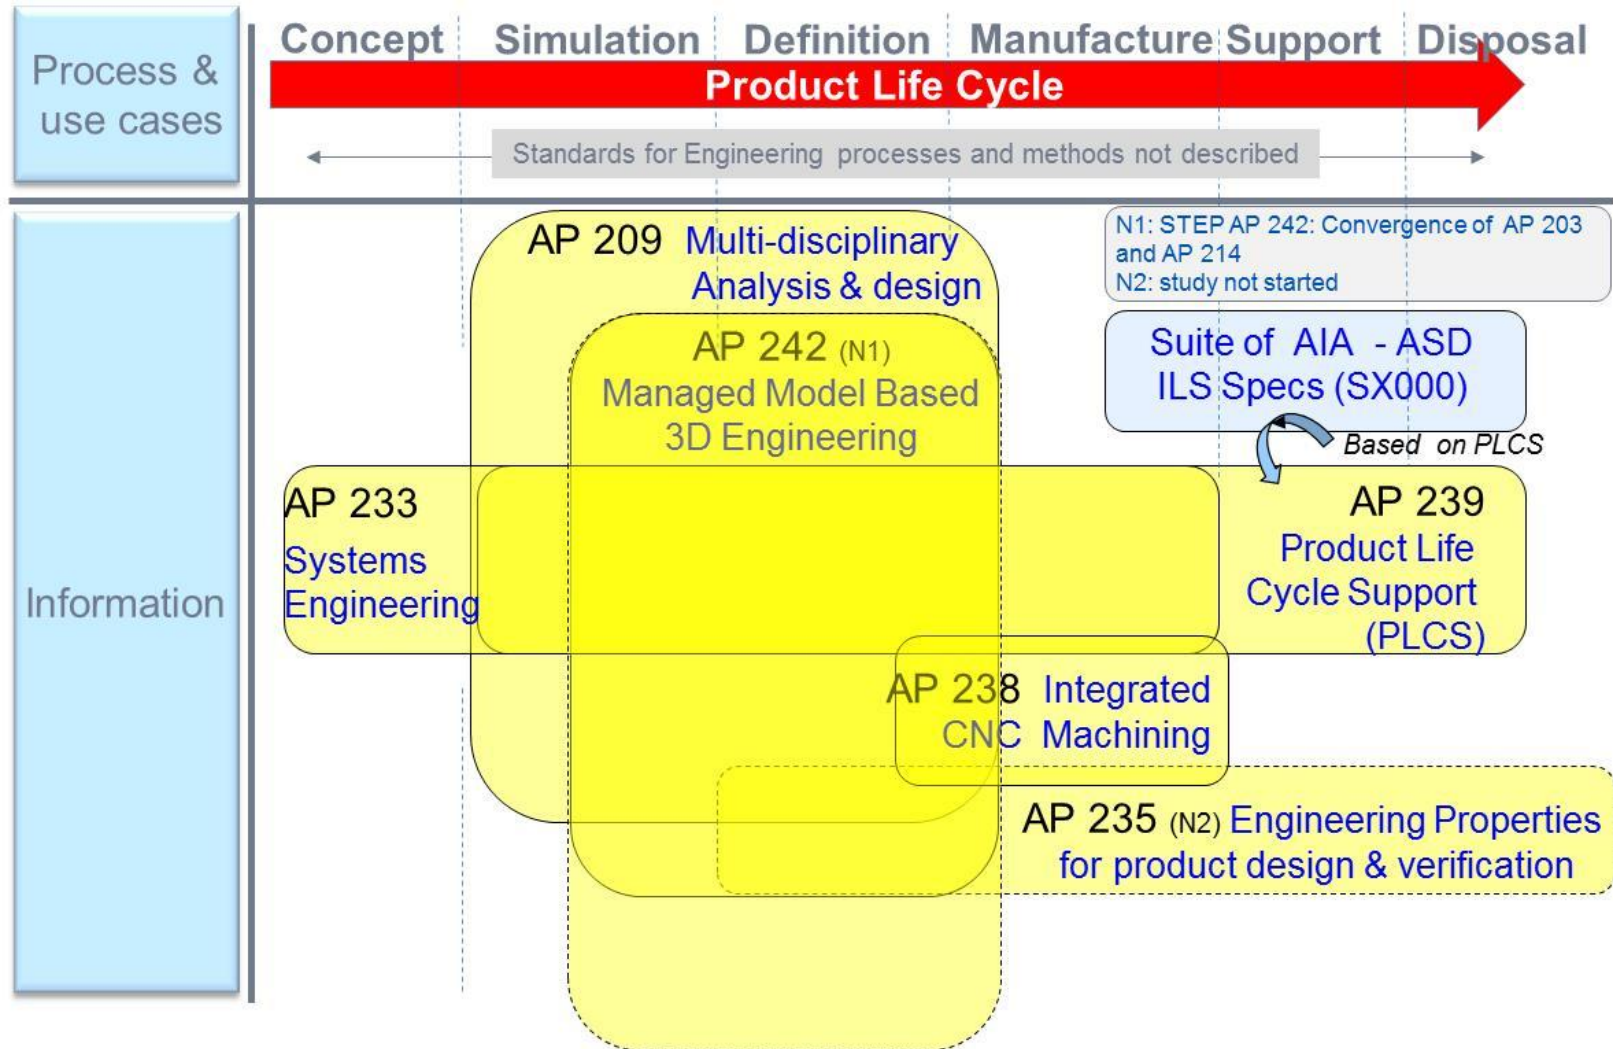 Process &
use cases
Concept Simulation Definition Manufacture Support Disposal
Product Life Cycle
Standards for Engineering processes and methods not described
Information
AP 209 Multi-disciplinary
Analysis & design
N1: STEP AP 242: Convergence of AP 203
and AP 214
N2: study not started
AP 242 (N1)
Managed Model Based
3D Engineering
Suite of AIA - ASD
ILS Specs (SX000)
Based on PLCS
AP 233
Systems
Engineering
AP 239
Product Life
Cycle Support
(PLCS)
AP 238 Integrated
CNC Machining
AP 235 (N2) Engineering Properties
for product design & verification